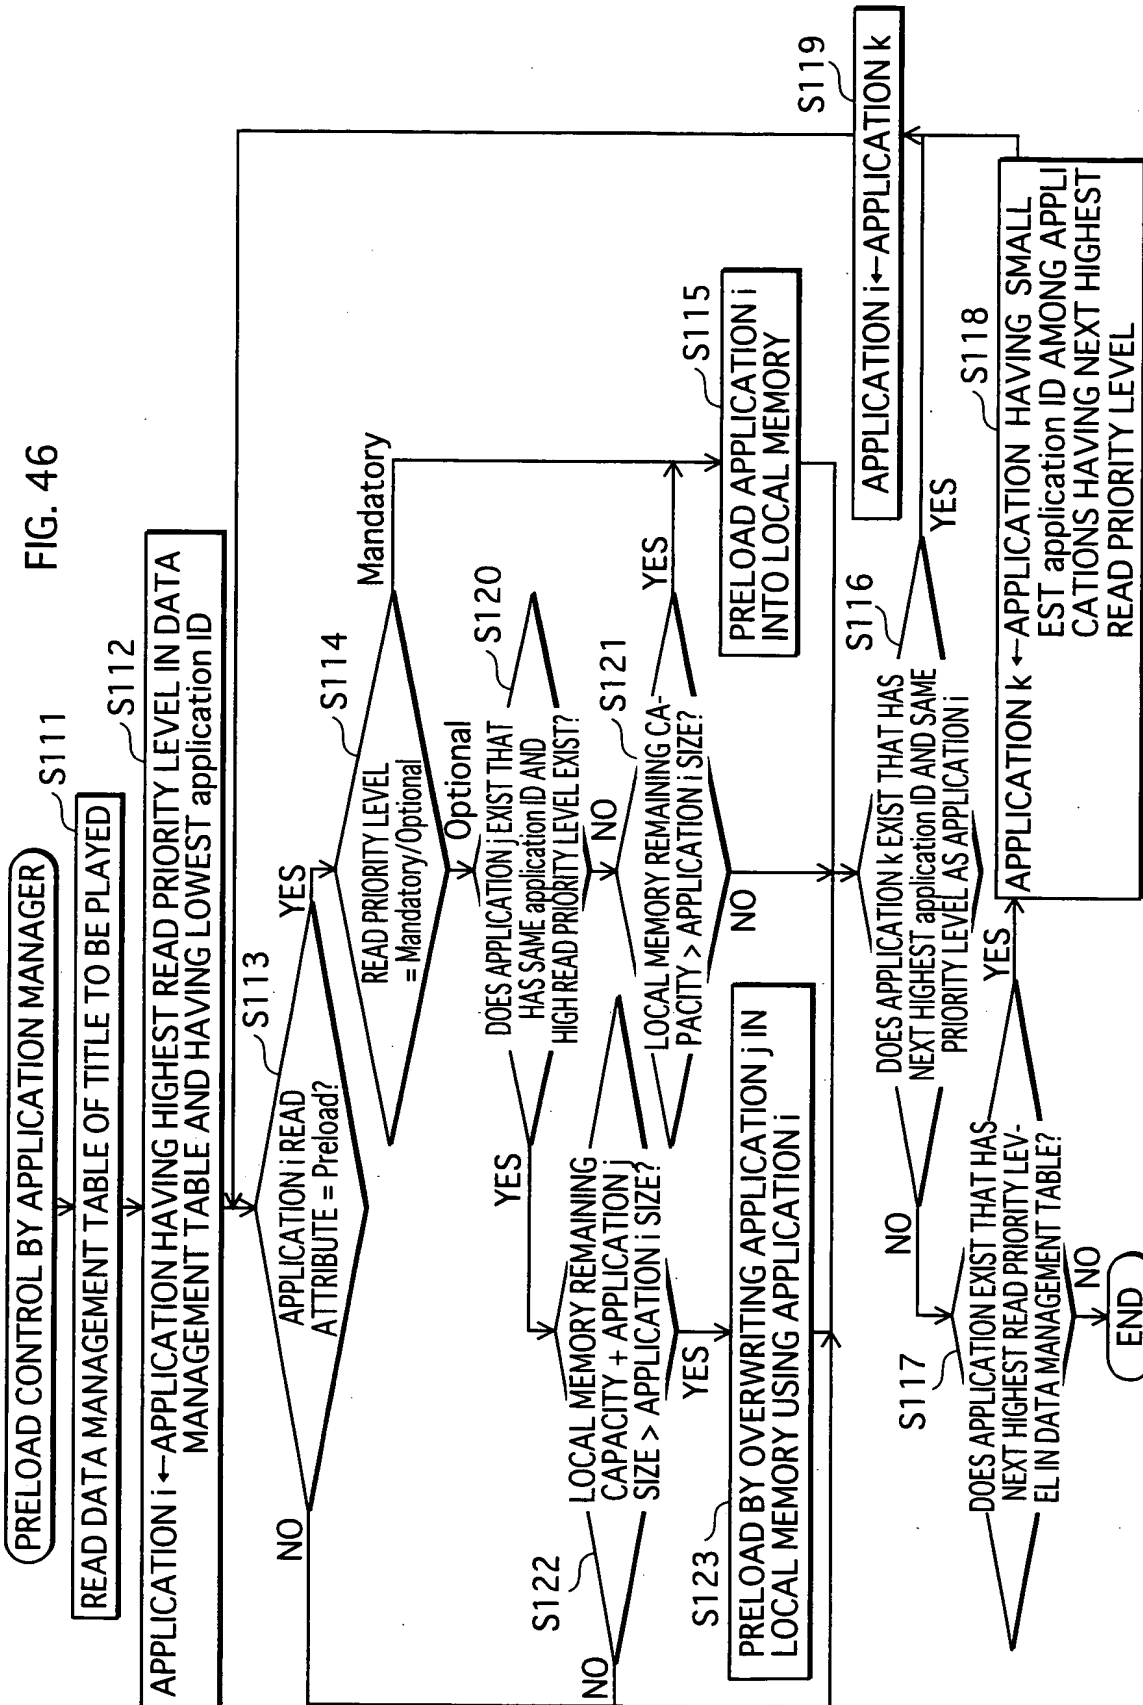 FIG. 46
PRELOAD CONTROL BY APPLICATION MANAGER
S111
READ DATA MANAGEMENT TABLE OF TITLE TO BE PLAYED
S112
APPLICATION i ← APPLICATION HAVING HIGHEST READ PRIORITY LEVEL IN DATA
MANAGEMENT TABLE AND HAVING LOWEST application ID
S113
APPLICATION i READ
ATTRIBUTE = Preload?
NO
YES
S114
READ PRIORITY LEVEL
= Mandatory/Optional
Mandatory
Optional
S120
DOES APPLICATION j EXIST THAT
HAS SAME application ID AND
HIGH READ PRIORITY LEVEL EXIST?
YES
NO
S122
LOCAL MEMORY REMAINING
CAPACITY + APPLICATION j
SIZE > APPLICATION i SIZE?
NO
YES
S121
LOCAL MEMORY REMAINING CA-
PACITY > APPLICATION i SIZE?
YES
NO
S123
PRELOAD BY OVERWRITING APPLICATION j IN
LOCAL MEMORY USING APPLICATION i
S115
PRELOAD APPLICATION i
INTO LOCAL MEMORY
S116
DOES APPLICATION k EXIST THAT HAS
NEXT HIGHEST application ID AND SAME
PRIORITY LEVEL AS APPLICATION i
NO
YES
S119
APPLICATION i ← APPLICATION k
S117
DOES APPLICATION EXIST THAT HAS
NEXT HIGHEST READ PRIORITY LEV-
EL IN DATA MANAGEMENT TABLE?
YES
NO
S118
APPLICATION k ← APPLICATION HAVING SMALL
EST application ID AMONG APPLI
CATIONS HAVING NEXT HIGHEST
READ PRIORITY LEVEL
END